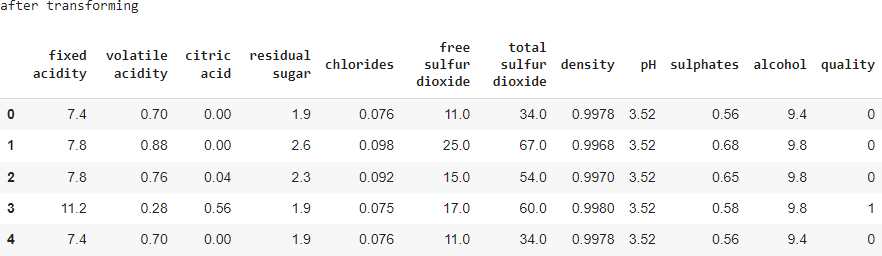 after transforming
fixed acidity volatile acidity citric acid residual sugar chlorides free sulfur dioxide total sulfur dioxide density pH sulphates alcohol quality
0 7.4 0.70 0.00 1.9 0.076 11.0 34.0 0.9978 3.52 0.56 9.4 0
1 7.8 0.88 0.00 2.6 0.098 25.0 67.0 0.9968 3.52 0.68 9.8 0
2 7.8 0.76 0.04 2.3 0.092 15.0 54.0 0.9970 3.52 0.65 9.8 0
3 11.2 0.28 0.56 1.9 0.075 17.0 60.0 0.9980 3.52 0.58 9.8 1
4 7.4 0.70 0.00 1.9 0.076 11.0 34.0 0.9978 3.52 0.56 9.4 0